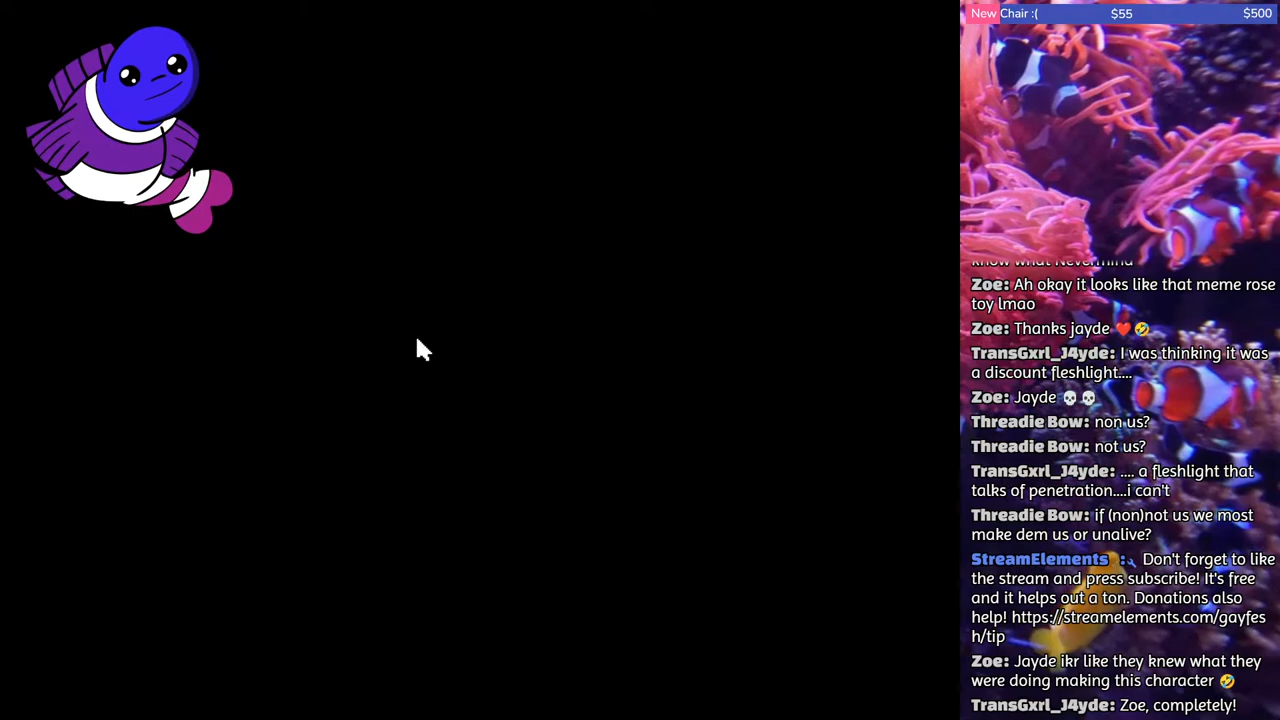 New Chair :( $55 $500
know what Nevermind
Zoe: Ah okay it looks like that meme rose
toy lmao
Zoe: Thanks jayde ❤️🤣
TransGxrl_J4yde: I was thinking it was
a discount fleshlight....
Zoe: Jayde 💀💀
Threadie Bow: non us?
Threadie Bow: not us?
TransGxrl_J4yde: .... a fleshlight that
talks of penetration....i can't
Threadie Bow: if (non)not us we most
make dem us or unalive?
StreamElements : Don't forget to like
the stream and press subscribe! It's free
and it helps out a ton. Donations also
help! https://streamelements.com/gayfes
h/tip
Zoe: Jayde ikr like they knew what they
were doing making this character 🤣
TransGxrl_J4yde: Zoe, completely!